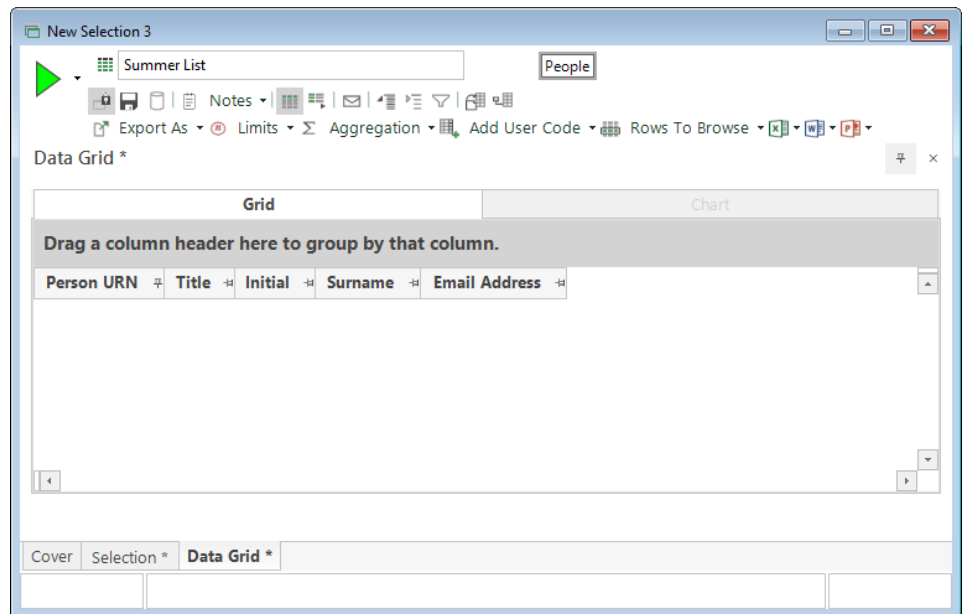 New Selection 3
Summer List
People
Notes
Export As Limits Aggregation Add User Code Rows To Browse
Data Grid *
Grid Chart
Drag a column header here to group by that column.
Person URN Title Initial Surname Email Address
Cover Selection * Data Grid *